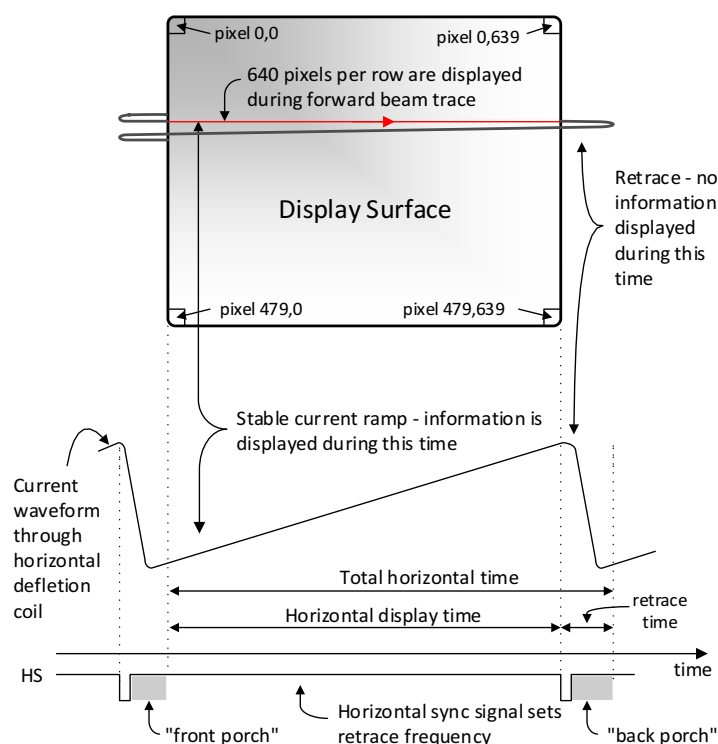 pixel 0,0
pixel 0,639
640 pixels per row are displayed
during forward beam trace
Retrace - no
information
displayed
during this
time
Display Surface
pixel 479,0
pixel 479,639
Stable current ramp - information is
displayed during this time
Current
waveform
through
horizontal
defletion
coil
Total horizontal time
Horizontal display time
retrace
time
time
HS
"front porch"
Horizontal sync signal sets
retrace frequency
"back porch"